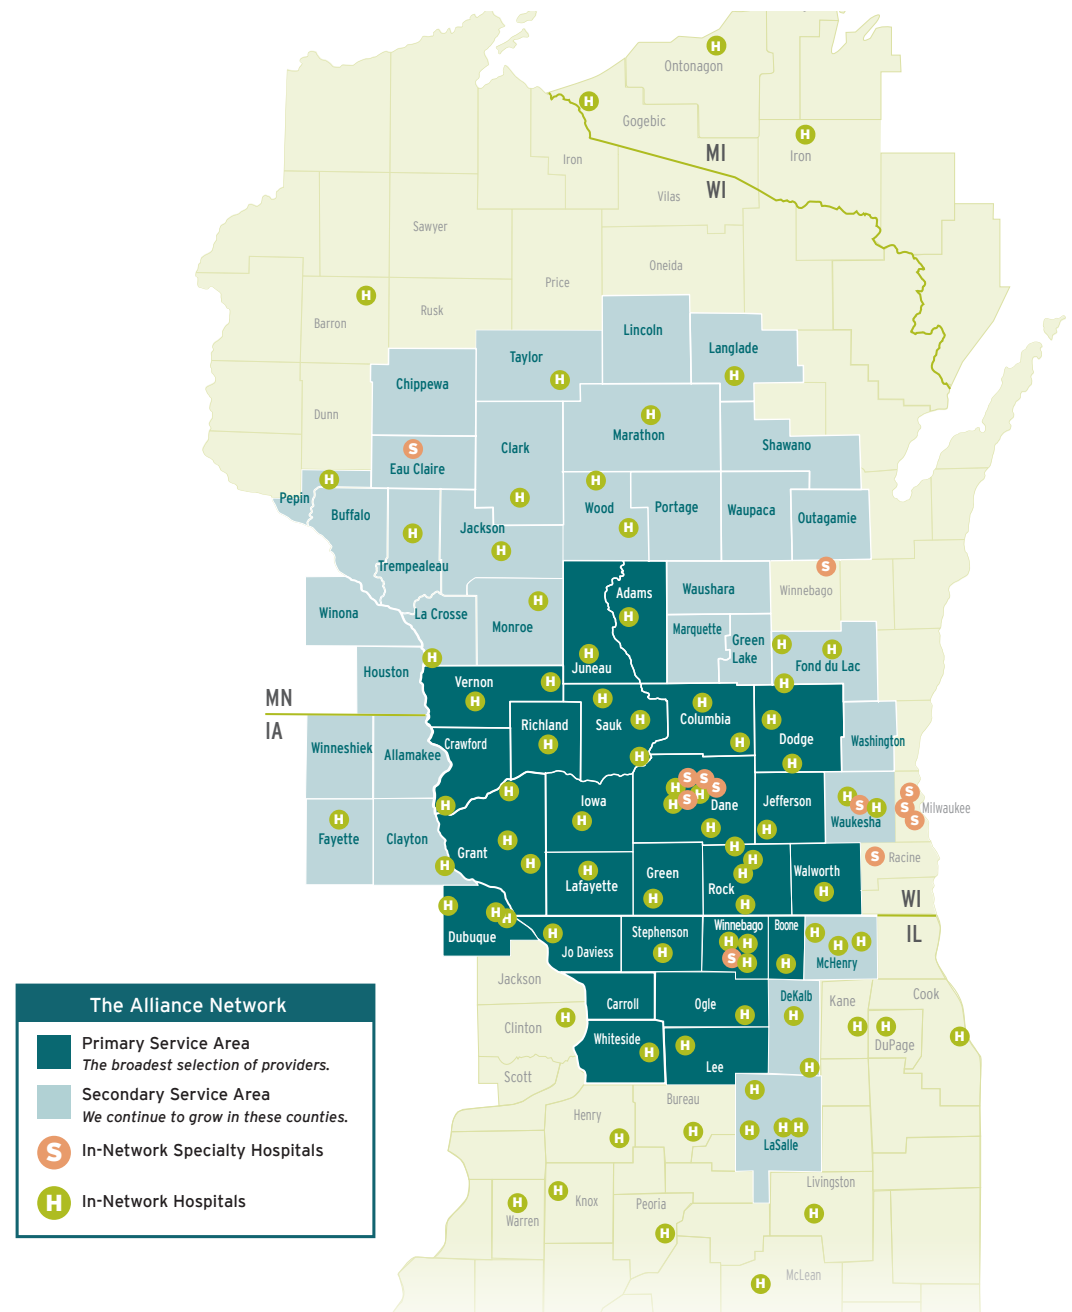 Ontonagon
H
H
Gogebic
H
Iron
MI
Iron
WI
Vilas
Sawyer
Oneida
Price
H
Rusk
Barron
Lincoln
Langlade
Taylor
H
H
Chippewa
Dunn
H
Marathon
Shawano
S
Clark
Eau Claire
H
H
Pepin
H
Wood
Portage
Waupaca
Outagamie
Buffalo
H
Jackson
H
H
Trempealeau
S
Winnebago
Adams
Waushara
Winona
La Crosse
H
H
Monroe
Marquette
Green
Lake
H
H
Fond du Lac
H
H
Juneau
Houston
Vernon
H
H
H
MN
IA
H
H
Richland
Sauk
H
H
Columbia
H
H
Dodge
Washington
Winneshiek
Allamakee
Crawford
H
H
H
S
S
S
H
H
S
H
Dane
Jefferson
H
S
H
Waukesha
S
S
S
Milwaukee
H
H
Iowa
H
Fayette
H
Clayton
H
H
H
H
Grant
H
H
Lafayette
Green
H
H
H
H
Rock
H
Walworth
H
S
Racine
WI
IL
H
H
H
Dubuque
H
Jo Daviess
Stephenson
H
Winnebago
H
H
S
H
Boone
H
H
H
H
McHenry
Jackson
Carroll
Ogle
H
DeKalb
H
Kane
H
Cook
H
DuPage
H
Clinton
H
Whiteside
H
H
Lee
H
Scott
Bureau
H
Henry
H
H
H
H
H
LaSalle
Livingston
H
H
Knox
H
Warren
Peoria
H
McLean
H
The Alliance Network
Primary Service Area
The broadest selection of providers.
Secondary Service Area
We continue to grow in these counties.
S In-Network Specialty Hospitals
H In-Network Hospitals